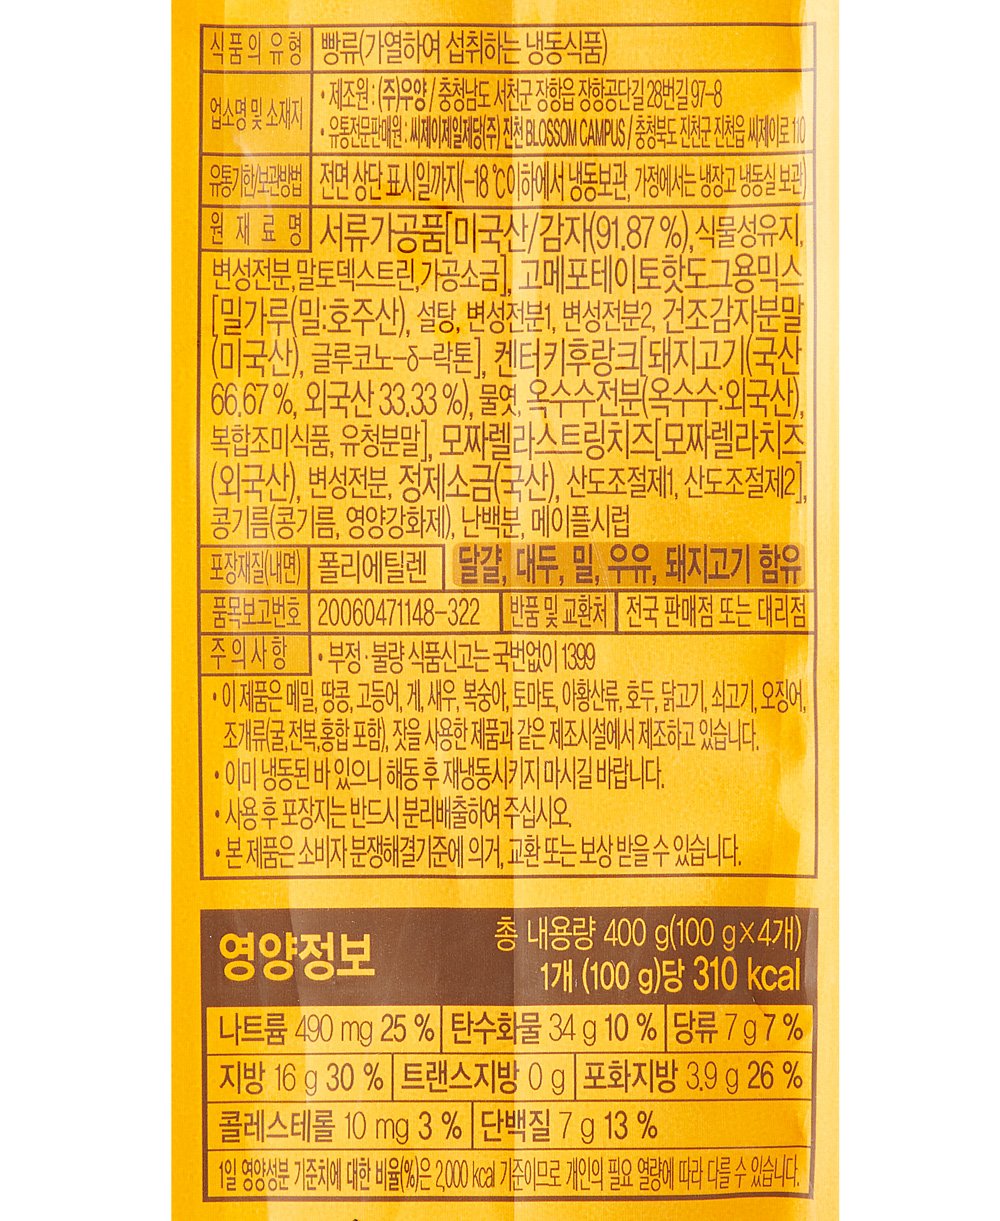 식품의 유형 빵류(가열하여 섭취하는 냉동식품)
업소명 및 소재지 • 제조원 : (주)우양 / 충청남도 서천군 장항읍 장항공단길 28번길 97-8
• 유통전문판매원 : 씨제이제일제당(주) 진천 BLOSSOM CAMPUS / 충청북도 진천군 진천읍 씨제이로 110
유통기한/보관방법 전면 상단 표시일까지(-18 ℃이하에서 냉동보관, 가정에서는 냉장고 냉동실 보관)
원 재 료 명 서류가공품[미국산/감자(91.87 %), 식물성유지,
변성전분,말토덱스트린,가공소금], 고메포테이토핫도그용믹스
[밀가루(밀:호주산), 설탕, 변성전분1, 변성전분2, 건조감자분말
(미국산), 글루코노-δ-락톤], 켄터키후랑크[돼지고기(국산
66.67 %, 외국산 33.33 %), 물엿, 옥수수전분(옥수수:외국산),
복합조미식품, 유청분말], 모짜렐라스트링치즈[모짜렐라치즈
(외국산), 변성전분, 정제소금(국산), 산도조절제1, 산도조절제2],
콩기름(콩기름, 영양강화제), 난백분, 메이플시럽
포장재질(내면) 폴리에틸렌 달걀, 대두, 밀, 우유, 돼지고기 함유
품목보고번호 20060471148-322 반품 및 교환처 전국 판매점 또는 대리점
주의사항 • 부정·불량 식품신고는 국번없이 1399
• 이 제품은 메밀, 땅콩, 고등어, 게, 새우, 복숭아, 토마토, 아황산류, 호두, 닭고기, 쇠고기, 오징어,
조개류(굴,전복,홍합 포함), 잣을 사용한 제품과 같은 제조시설에서 제조하고 있습니다.
• 이미 냉동된 바 있으니 해동 후 재냉동시키지 마시길 바랍니다.
• 사용 후 포장지는 반드시 분리배출하여 주십시오.
• 본 제품은 소비자 분쟁해결기준에 의거, 교환 또는 보상 받을 수 있습니다.
영양정보 총 내용량 400 g(100 g×4개)
1개 (100 g)당 310 kcal
나트륨 490 mg 25 % 탄수화물 34 g 10 % 당류 7 g 7 %
지방 16 g 30 % 트랜스지방 0 g 포화지방 3.9 g 26 %
콜레스테롤 10 mg 3 % 단백질 7 g 13 %
1일 영양성분 기준치에 대한 비율(%)은 2,000 kcal 기준이므로 개인의 필요 열량에 따라 다를 수 있습니다.